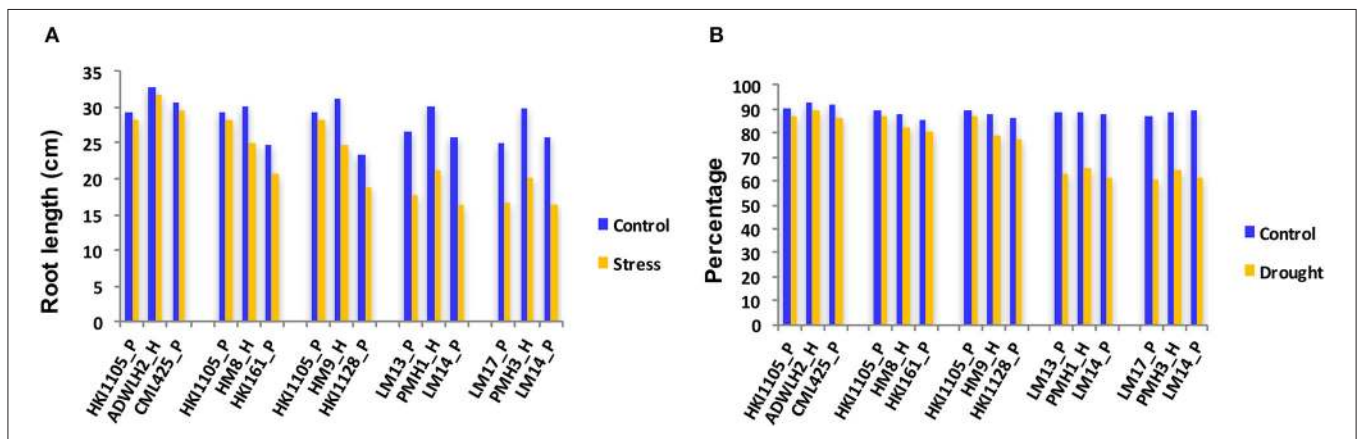 A
Root length (cm)
35
30
25
20
15
10
5
0
HKI1105_P
ADWLH2_H
CML425_P
HKI1105_P
HM8_H
HKI161_P
HKI1105_P
HM9_H
HKI1128_P
LM13_P
PMH1_H
LM14_P
LM17_P
PMH3_H
LM14_P
Control
Stress
B
Percentage
100
90
80
70
60
50
40
30
20
10
0
HKI1105_P
ADWLH2_H
CML425_P
HKI1105_P
HM8_H
HKI161_P
HKI1105_P
HM9_H
HKI1128_P
LM13_P
PMH1_H
LM14_P
LM17_P
PMH3_H
LM14_P
Control
Drought